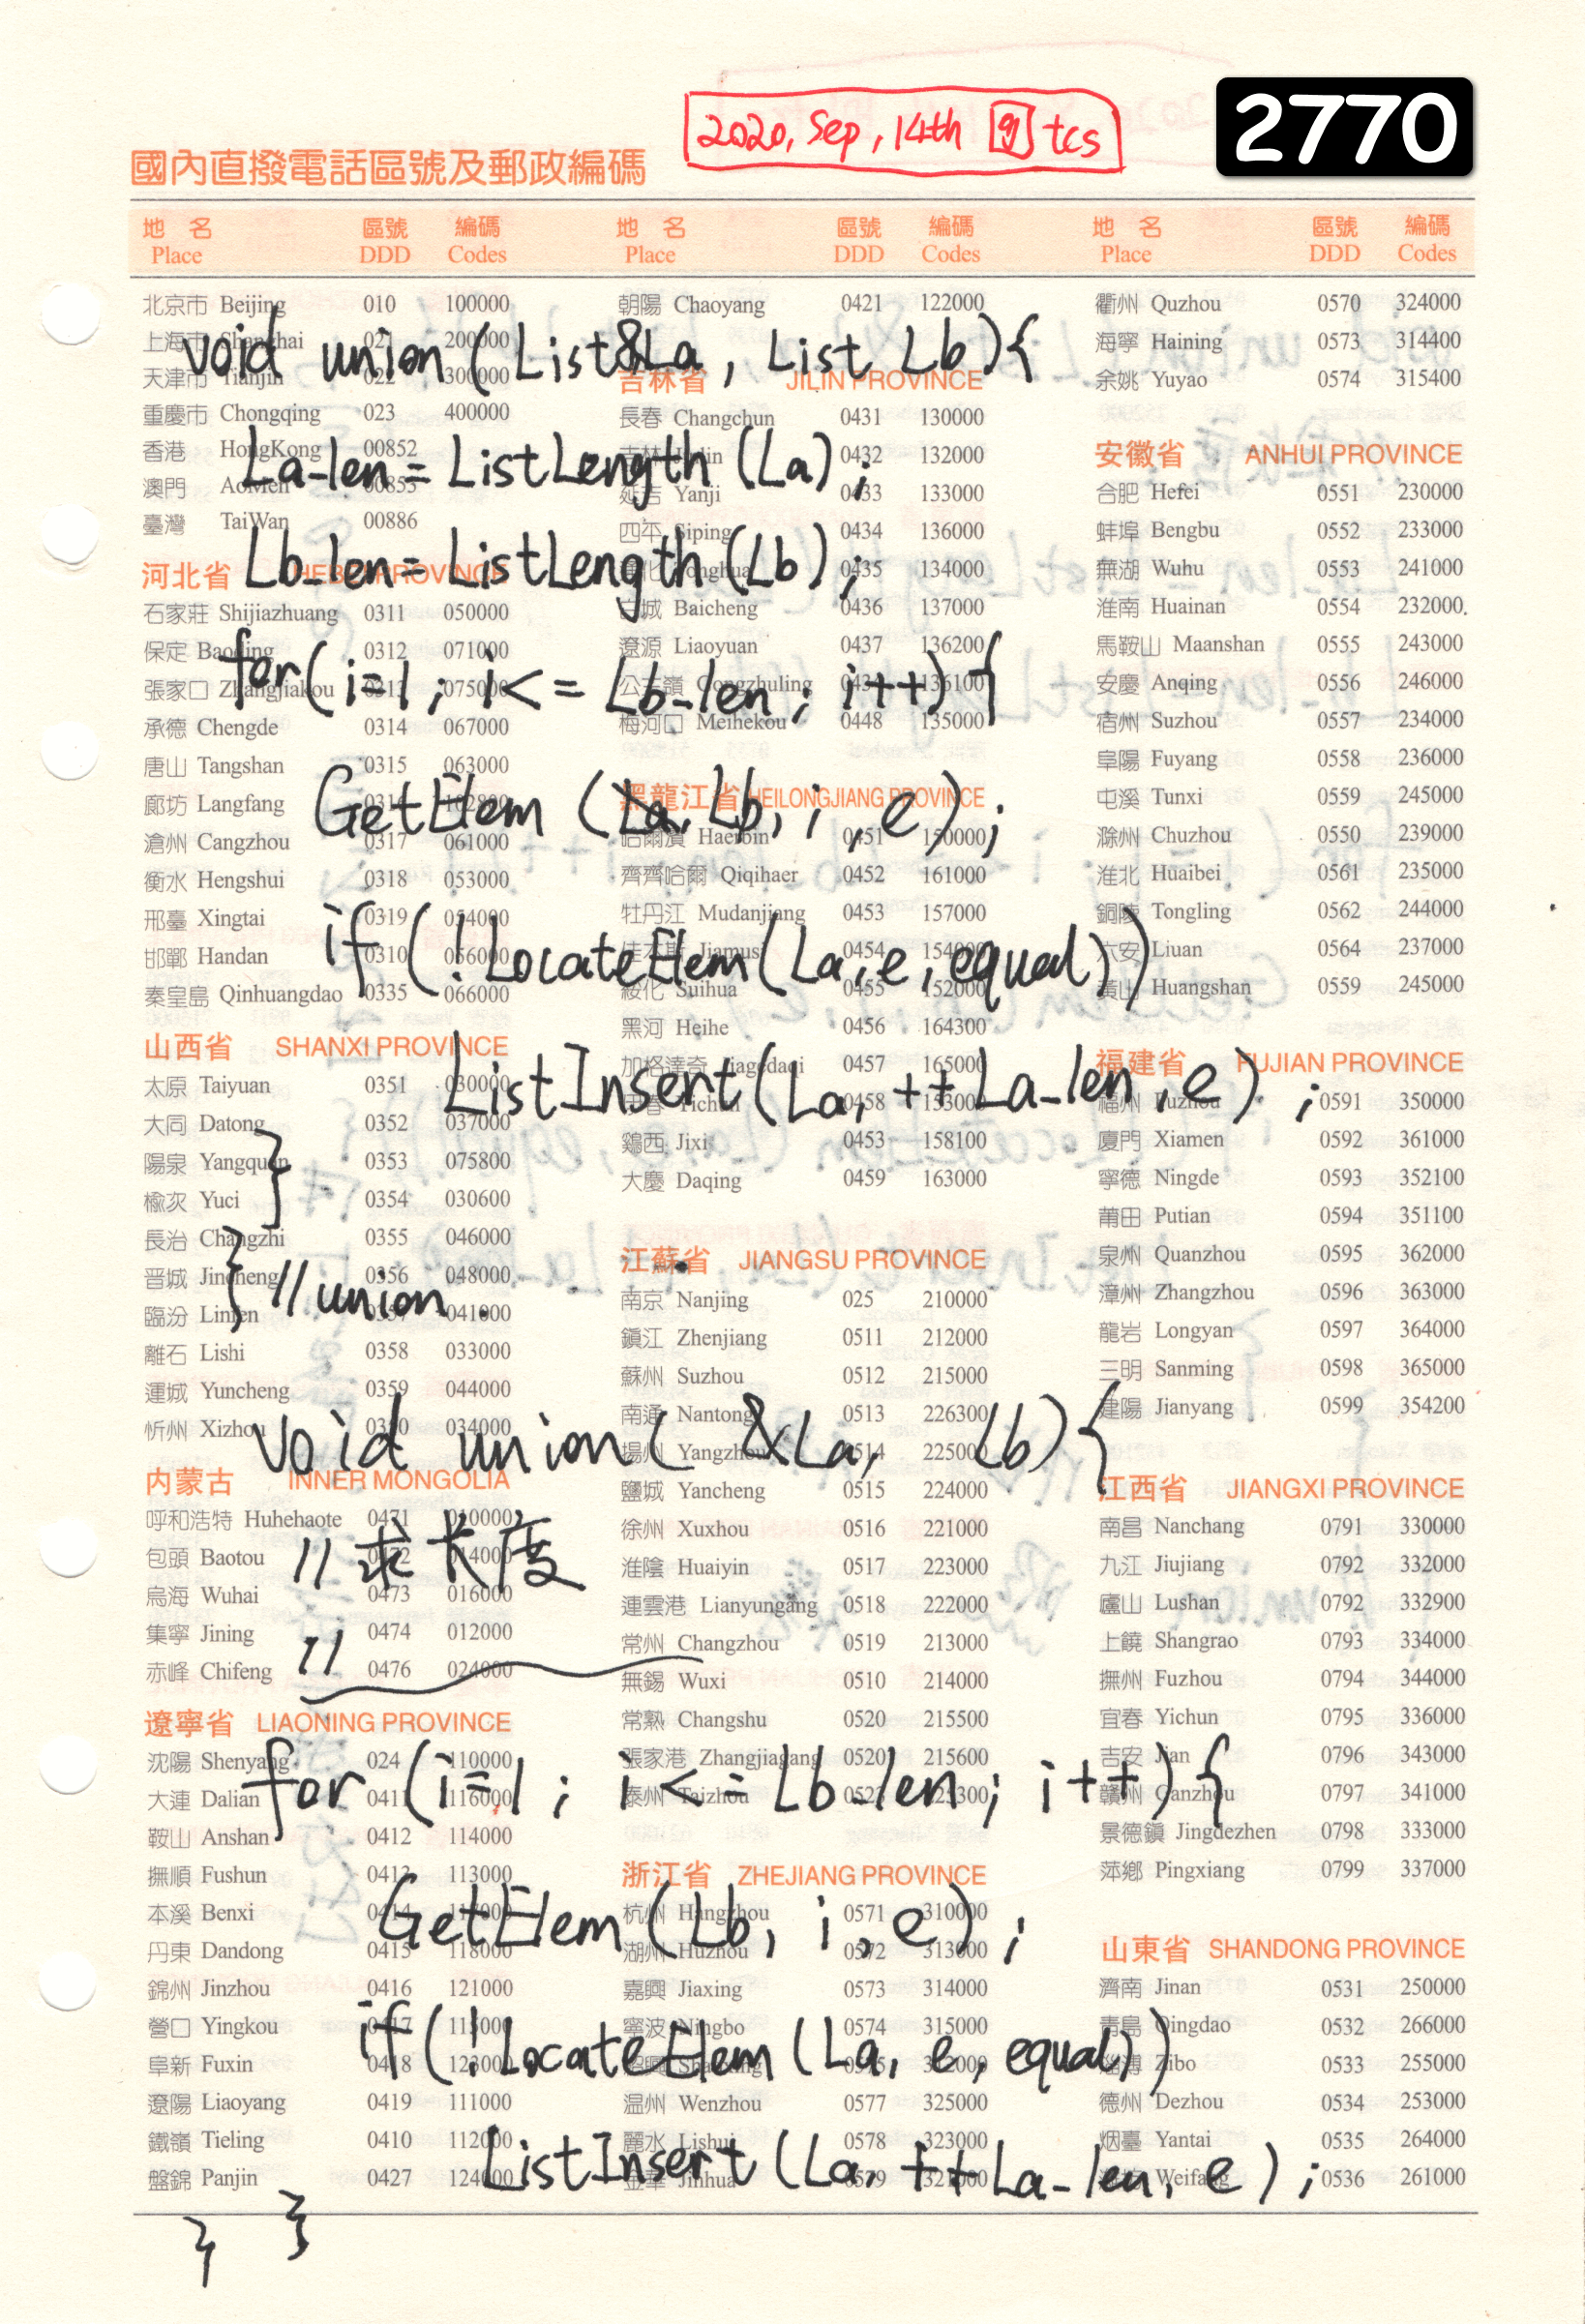 2020, Sep, 14th 回 tcs
2770
國內直撥電話區號及郵政編碼
地 名 區號 編碼 地 名 區號 編碼 地 名 區號 編碼
Place DDD Codes Place DDD Codes Place DDD Codes
北京市 Beijing 010 100000
上海市 Shanghai 021 200000
天津市 Tianjin 022 300000
重慶市 Chongqing 023 400000
香港 HongKong 00852
澳門 AoMen 00853
臺灣 TaiWan 00886
河北省 HEBEI PROVINCE
石家莊 Shijiazhuang 0311 050000
保定 Baoding 0312 071000
張家口 Zhangjiakou 0313 075000
承德 Chengde 0314 067000
唐山 Tangshan 0315 063000
廊坊 Langfang 0316 102800
滄州 Cangzhou 0317 061000
衡水 Hengshui 0318 053000
邢臺 Xingtai 0319 054000
邯鄲 Handan 0310 056000
秦皇島 Qinhuangdao 0335 066000
山西省 SHANXI PROVINCE
太原 Taiyuan 0351 030000
大同 Datong 0352 037000
陽泉 Yangquan 0353 075800
榆次 Yuci 0354 030600
長治 Changzhi 0355 046000
晋城 Jincheng 0356 048000
臨汾 Linfen 0357 041000
離石 Lishi 0358 033000
運城 Yuncheng 0359 044000
忻州 Xizhou 034000
内蒙古 INNER MONGOLIA
呼和浩特 Huhehaote 0471 010000
包頭 Baotou 0472 014000
烏海 Wuhai 0473 016000
集寧 Jining 0474 012000
赤峰 Chifeng 0476 024000
遼寧省 LIAONING PROVINCE
沈陽 Shenyang 024 110000
大連 Dalian 0411 116000
鞍山 Anshan 0412 114000
撫順 Fushun 0413 113000
本溪 Benxi 0414 117000
丹東 Dandong 0415 118000
錦州 Jinzhou 0416 121000
營口 Yingkou 0417 115000
阜新 Fuxin 0418 123000
遼陽 Liaoyang 0419 111000
鐵嶺 Tieling 0410 112000
盤錦 Panjin 0427 124000
朝陽 Chaoyang 0421 122000
吉林省 JILIN PROVINCE
長春 Changchun 0431 130000
吉林 Jilin 0432 132000
延吉 Yanji 0433 133000
四平 Siping 0434 136000
通化 Tonghua 0435 134000
白城 Baicheng 0436 137000
遼源 Liaoyuan 0437 136200
公主嶺 Gongzhuling 136100
梅河口 Meihekou 0448 135000
黑龍江省 HEILONGJIANG PROVINCE
哈爾濱 Haerbin 0451 150000
齊齊哈爾 Qiqihaer 0452 161000
牡丹江 Mudanjiang 0453 157000
佳木斯 Jiamusi 0454 154000
綏化 Suihua 0455 152000
黑河 Heihe 0456 164300
加格達奇 Jiagedaqi 0457 165000
伊春 Yichun 0458 153000
鷄西 Jixi 0453 158100
大慶 Daqing 0459 163000
江蘇省 JIANGSU PROVINCE
南京 Nanjing 025 210000
鎮江 Zhenjiang 0511 212000
蘇州 Suzhou 0512 215000
南通 Nantong 0513 226300
揚州 Yangzhou 0514 225000
鹽城 Yancheng 0515 224000
徐州 Xuxhou 0516 221000
淮陰 Huaiyin 0517 223000
連雲港 Lianyungang 0518 222000
常州 Changzhou 0519 213000
無錫 Wuxi 0510 214000
常熟 Changshu 0520 215500
張家港 Zhangjiagang 0520 215600
泰州 Taizhou 0523 225300
浙江省 ZHEJIANG PROVINCE
杭州 Hangzhou 0571 310000
湖州 Huzhou 0572 313000
嘉興 Jiaxing 0573 314000
寧波 Ningbo 0574 315000
紹興 Shaoxing 0575 312000
温州 Wenzhou 0577 325000
麗水 Lishui 0578 323000
金華 Jinhua 0579 321000
衢州 Quzhou 0570 324000
海寧 Haining 0573 314400
余姚 Yuyao 0574 315400
安徽省 ANHUI PROVINCE
合肥 Hefei 0551 230000
蚌埠 Bengbu 0552 233000
蕪湖 Wuhu 0553 241000
淮南 Huainan 0554 232000
馬鞍山 Maanshan 0555 243000
安慶 Anqing 0556 246000
宿州 Suzhou 0557 234000
阜陽 Fuyang 0558 236000
屯溪 Tunxi 0559 245000
滁州 Chuzhou 0550 239000
淮北 Huaibei 0561 235000
銅陵 Tongling 0562 244000
六安 Liuan 0564 237000
黄山 Huangshan 0559 245000
福建省 FUJIAN PROVINCE
福州 Fuzhou 0591 350000
廈門 Xiamen 0592 361000
寧德 Ningde 0593 352100
莆田 Putian 0594 351100
泉州 Quanzhou 0595 362000
漳州 Zhangzhou 0596 363000
龍岩 Longyan 0597 364000
三明 Sanming 0598 365000
建陽 Jianyang 0599 354200
江西省 JIANGXI PROVINCE
南昌 Nanchang 0791 330000
九江 Jiujiang 0792 332000
廬山 Lushan 0792 332900
上饒 Shangrao 0793 334000
撫州 Fuzhou 0794 344000
宜春 Yichun 0795 336000
吉安 Jian 0796 343000
贛州 Ganzhou 0797 341000
景德鎮 Jingdezhen 0798 333000
萍鄉 Pingxiang 0799 337000
山東省 SHANDONG PROVINCE
濟南 Jinan 0531 250000
青島 Qingdao 0532 266000
淄博 Zibo 0533 255000
德州 Dezhou 0534 253000
烟臺 Yantai 0535 264000
Weifang 0536 261000
void union(List&La, List Lb){
La_len=ListLength(La);
Lb_len=ListLength(Lb);
for(i=1; i<=Lb_len; i++){
GetElem(Lb, i, e);
if(!LocateElem(La, e, equal))
ListInsert(La, ++La_len, e);
}
} //union.
void union( &La, Lb){
//求长度
//
for (i=1; i<=Lb_len; i++){
GetElem(Lb, i, e);
if(!LocateElem(La, e, equal))
ListInsert(La, ++La_len, e);
} }